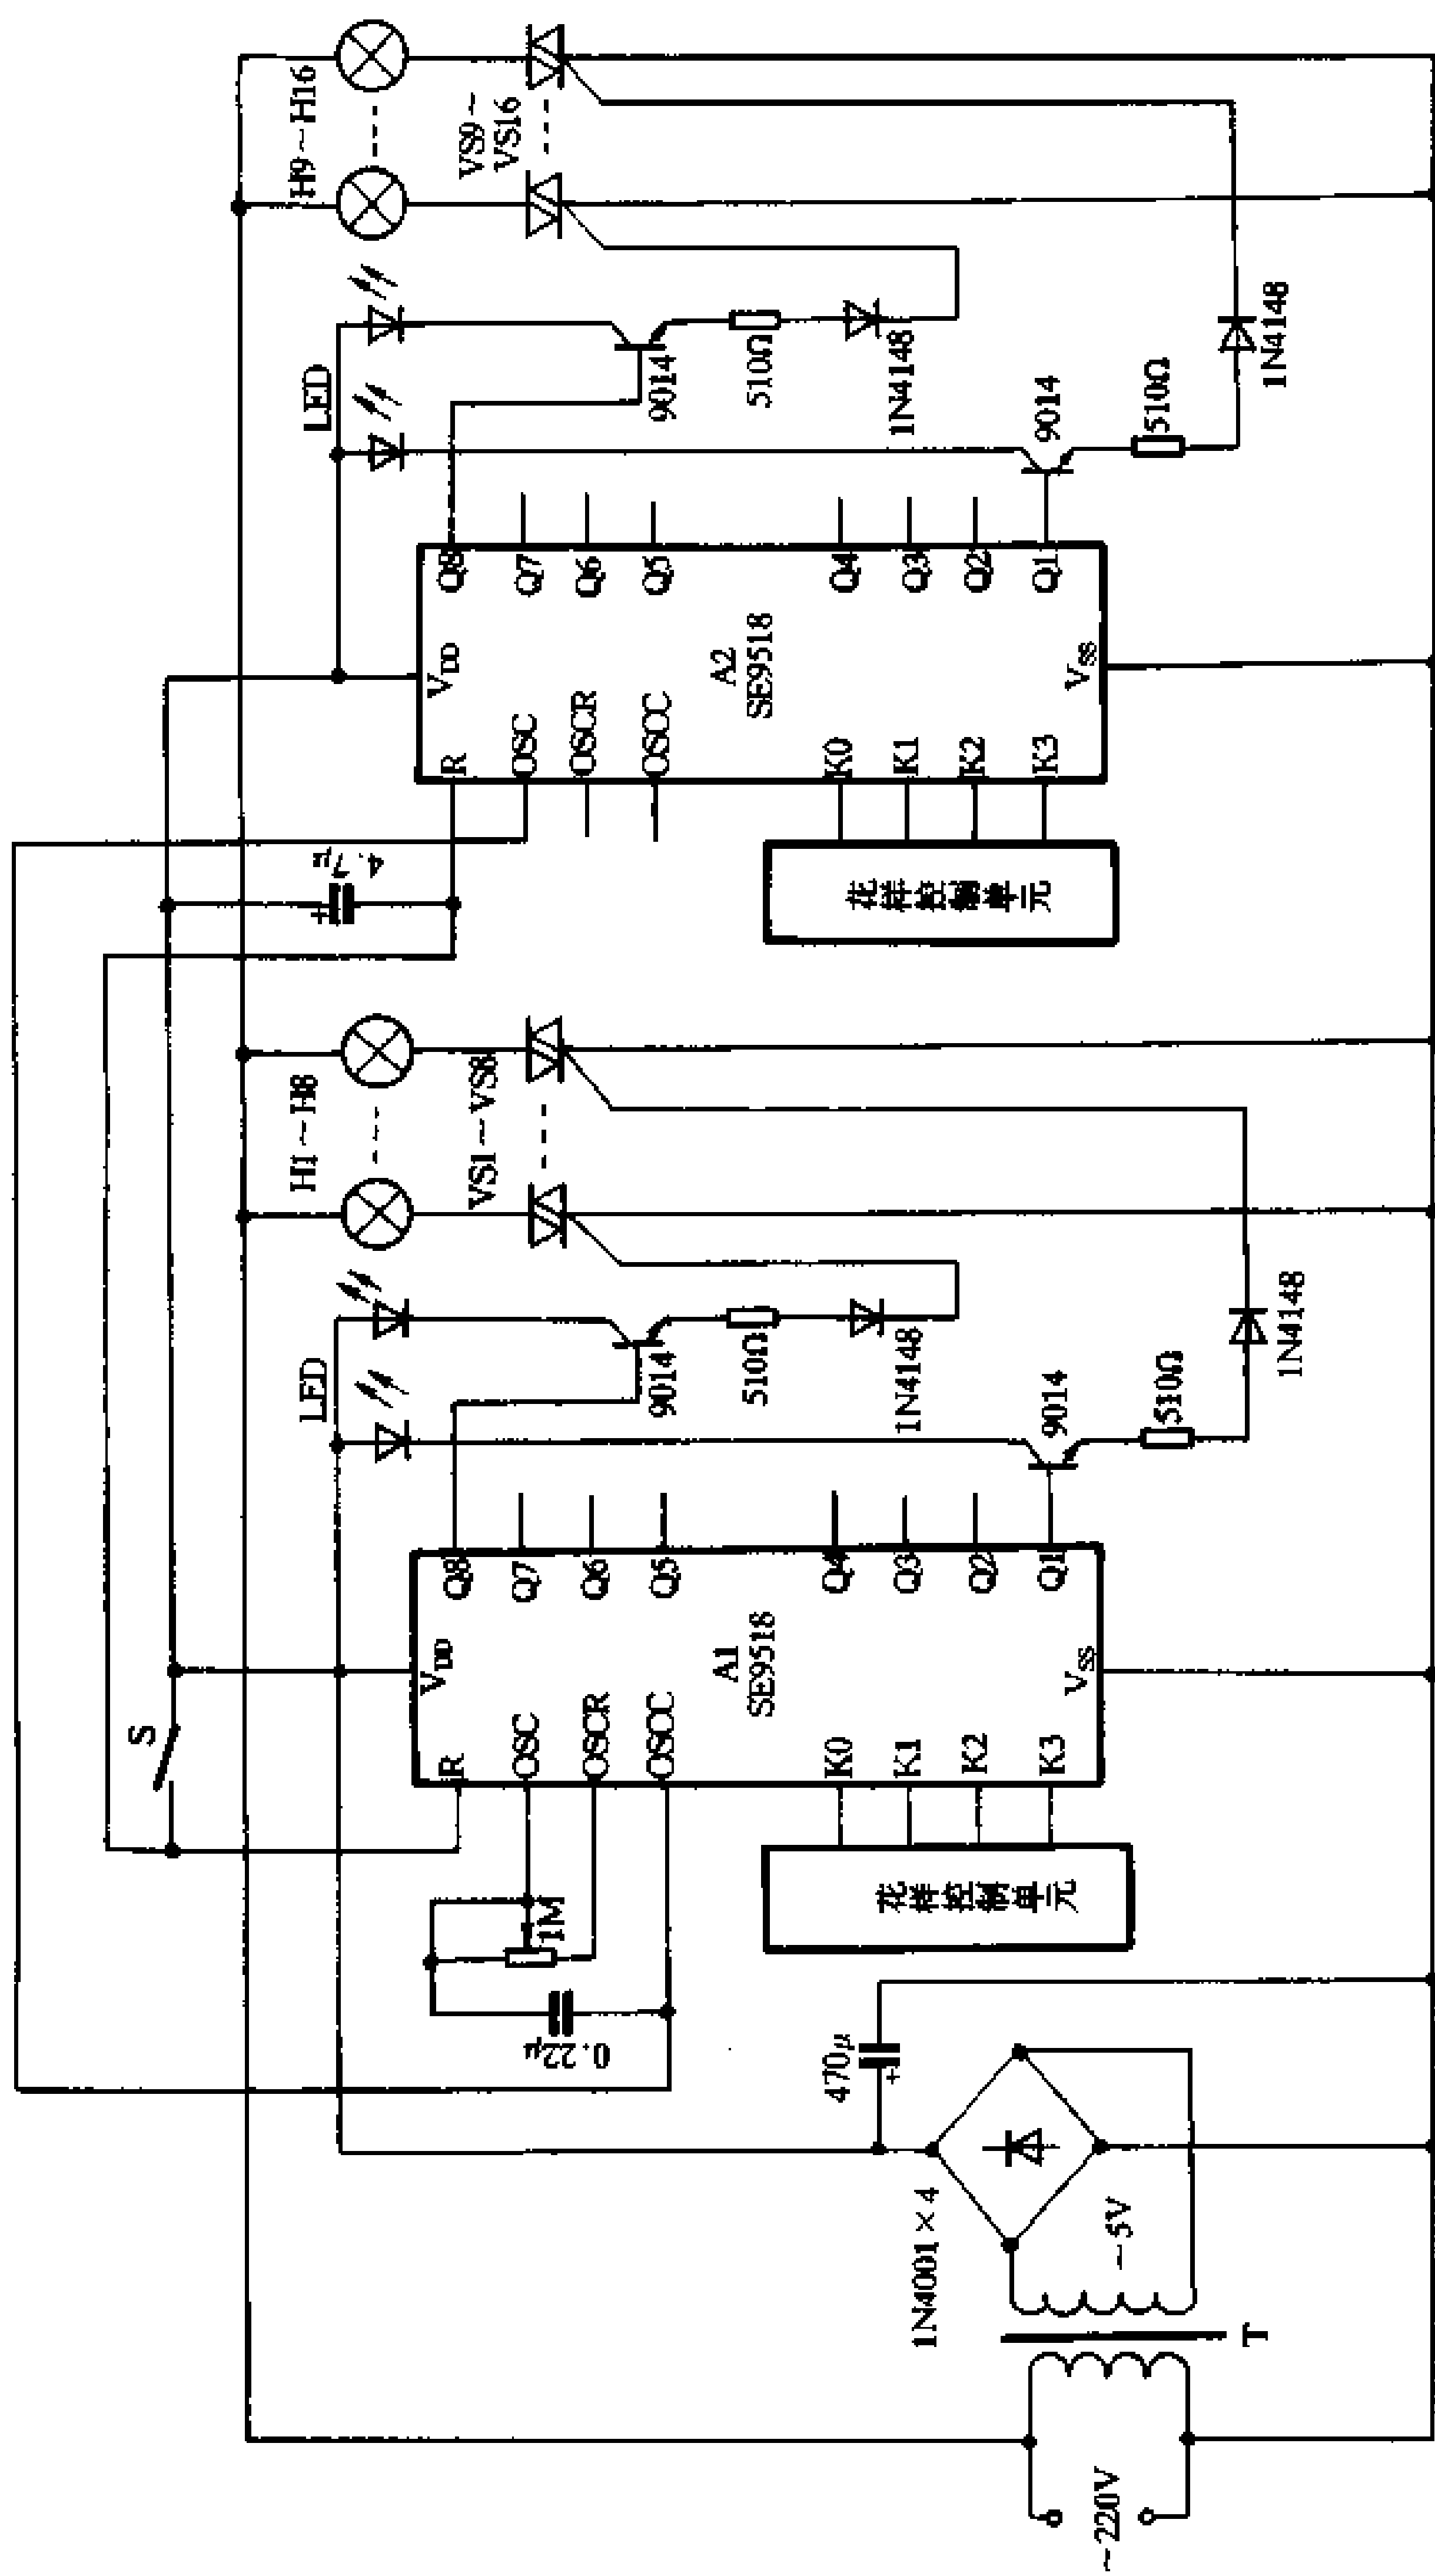 ~220V
T
~5V
1N4001×4
470μ
0.22μ
1M
S
R
OSC
OSCR
OSCC
K0
K1
K2
K3
花样控制单元
VDD
A1
SE9518
VSS
Q8
Q7
Q6
Q5
Q4
Q3
Q2
Q1
LED
9014
510Ω
1N4148
9014
510Ω
1N4148
H1~H8
VS1~VS8
4.7μ
R
OSC
OSCR
OSCC
K0
K1
K2
K3
花样控制单元
VDD
A2
SE9518
VSS
Q8
Q7
Q6
Q5
Q4
Q3
Q2
Q1
LED
9014
510Ω
1N4148
9014
510Ω
1N4148
H9~H16
VS9~
VS16